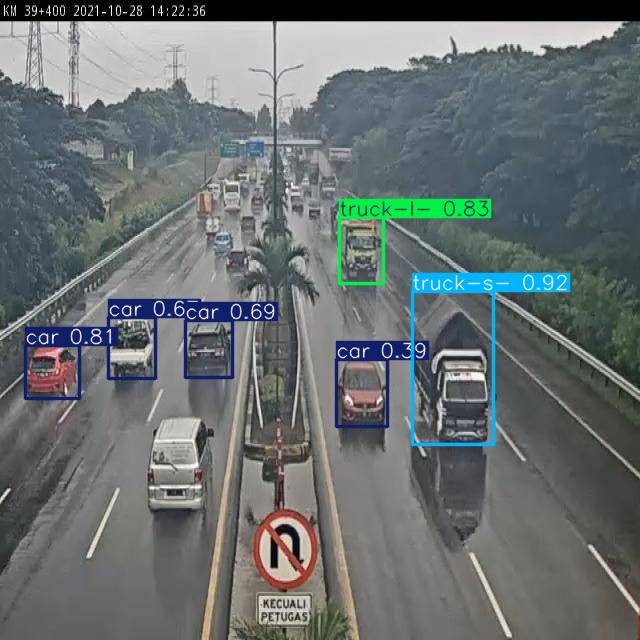 KM 39+400 2021-10-28 14:22:36
truck-l- 0.83
truck-s- 0.92
car 0.6
car 0.69
car 0.81
car 0.39
KECUALI
PETUGAS